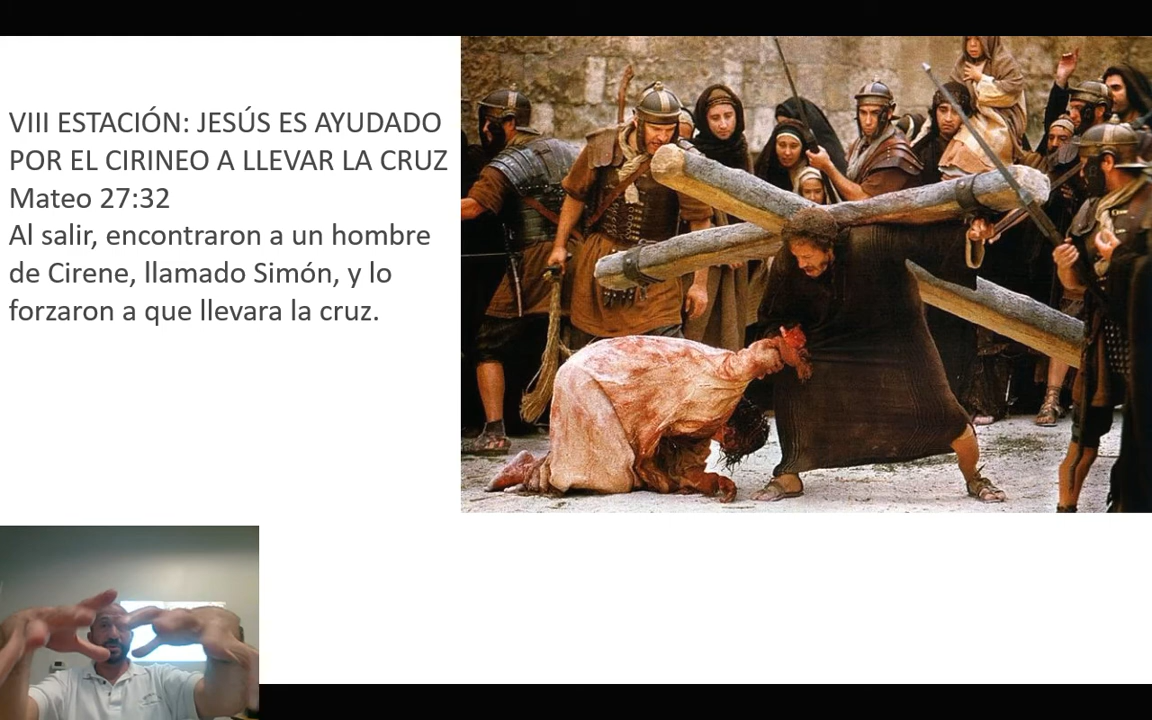 VIII ESTACIÓN: JESÚS ES AYUDADO
POR EL CIRINEO A LLEVAR LA CRUZ
Mateo 27:32
Al salir, encontraron a un hombre
de Cirene, llamado Simón, y lo
forzaron a que llevara la cruz.